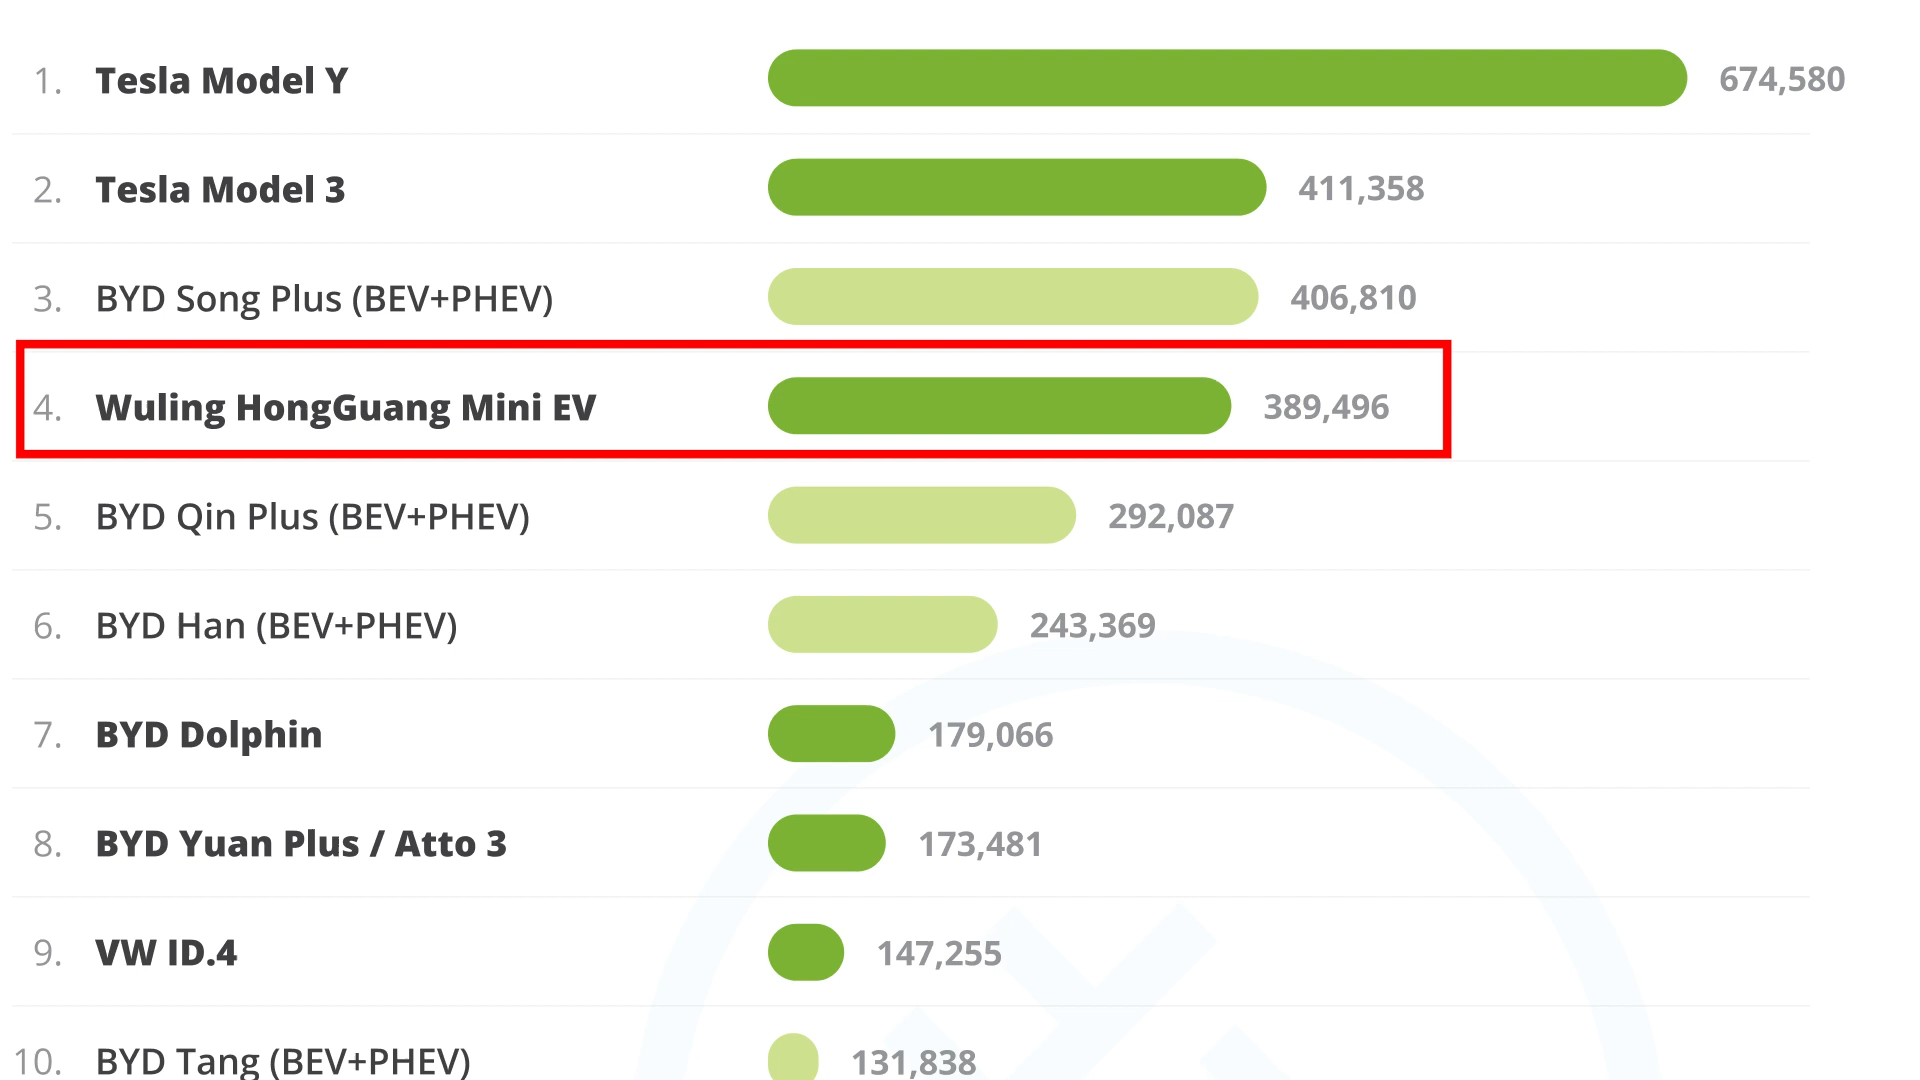 1. Tesla Model Y 674,580
2. Tesla Model 3 411,358
3. BYD Song Plus (BEV+PHEV) 406,810
4. Wuling HongGuang Mini EV 389,496
5. BYD Qin Plus (BEV+PHEV) 292,087
6. BYD Han (BEV+PHEV) 243,369
7. BYD Dolphin 179,066
8. BYD Yuan Plus / Atto 3 173,481
9. VW ID.4 147,255
10. BYD Tang (BEV+PHEV) 131,838